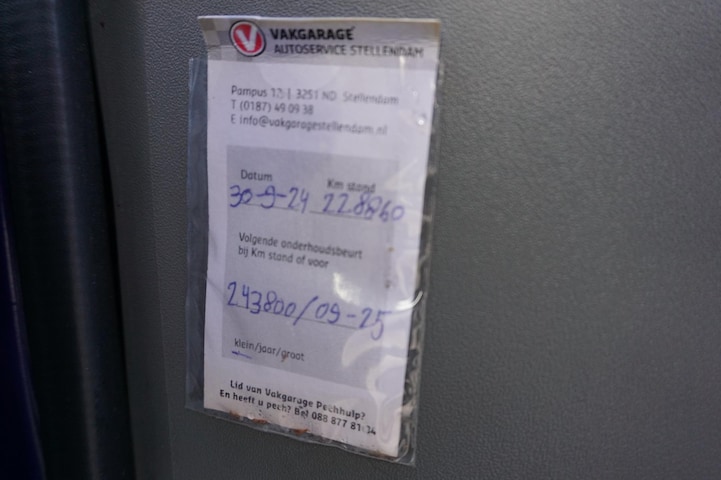 V VAKGARAGE
AUTOSERVICE STELLENDAM
Pampus 12 | 3251 ND Stellendam
T (0187) 49 09 38
E info@vakgaragestellendam.nl
Datum Km stand
30-9-24 228860
Volgende onderhoudsbeurt
bij Km stand of voor
243800/09-25
klein/jaar/groot
Lid van Vakgarage Pechhulp?
En heeft u pech? Bel 088 877 81 34